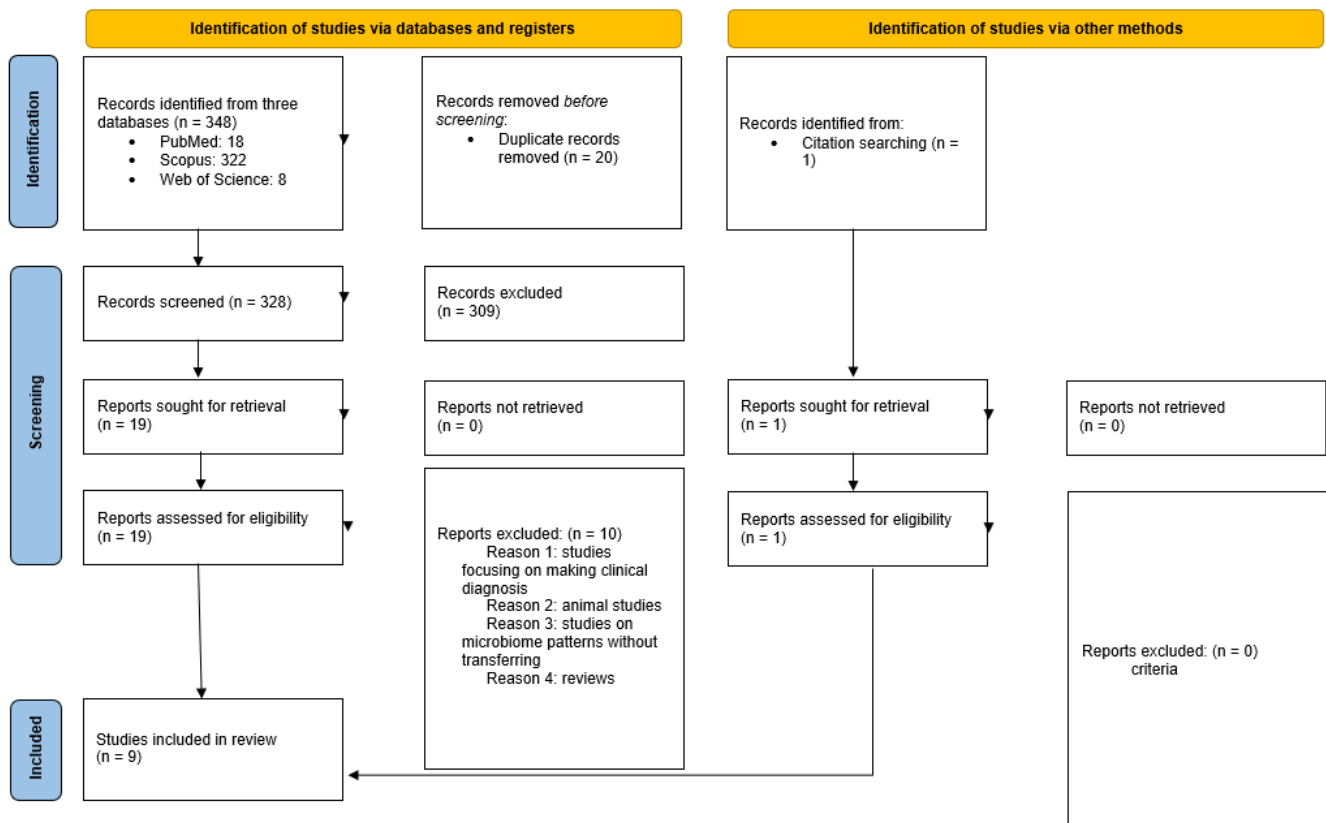 Identification of studies via databases and registers
Identification of studies via other methods
Identification
Records identified from three
databases (n = 348)
• PubMed: 18
• Scopus: 322
• Web of Science: 8
Records removed before
screening:
• Duplicate records
removed (n = 20)
Records identified from:
• Citation searching (n =
1)
Screening
Records screened (n = 328)
Records excluded
(n = 309)
Reports sought for retrieval
(n = 19)
Reports not retrieved
(n = 0)
Reports sought for retrieval
(n = 1)
Reports not retrieved
(n = 0)
Reports assessed for eligibility
(n = 19)
Reports excluded: (n = 10)
Reason 1: studies
focusing on making clinical
diagnosis
Reason 2: animal studies
Reason 3: studies on
microbiome patterns without
transferring
Reason 4: reviews
Reports assessed for eligibility
(n = 1)
Reports excluded: (n = 0)
criteria
Included
Studies included in review
(n = 9)